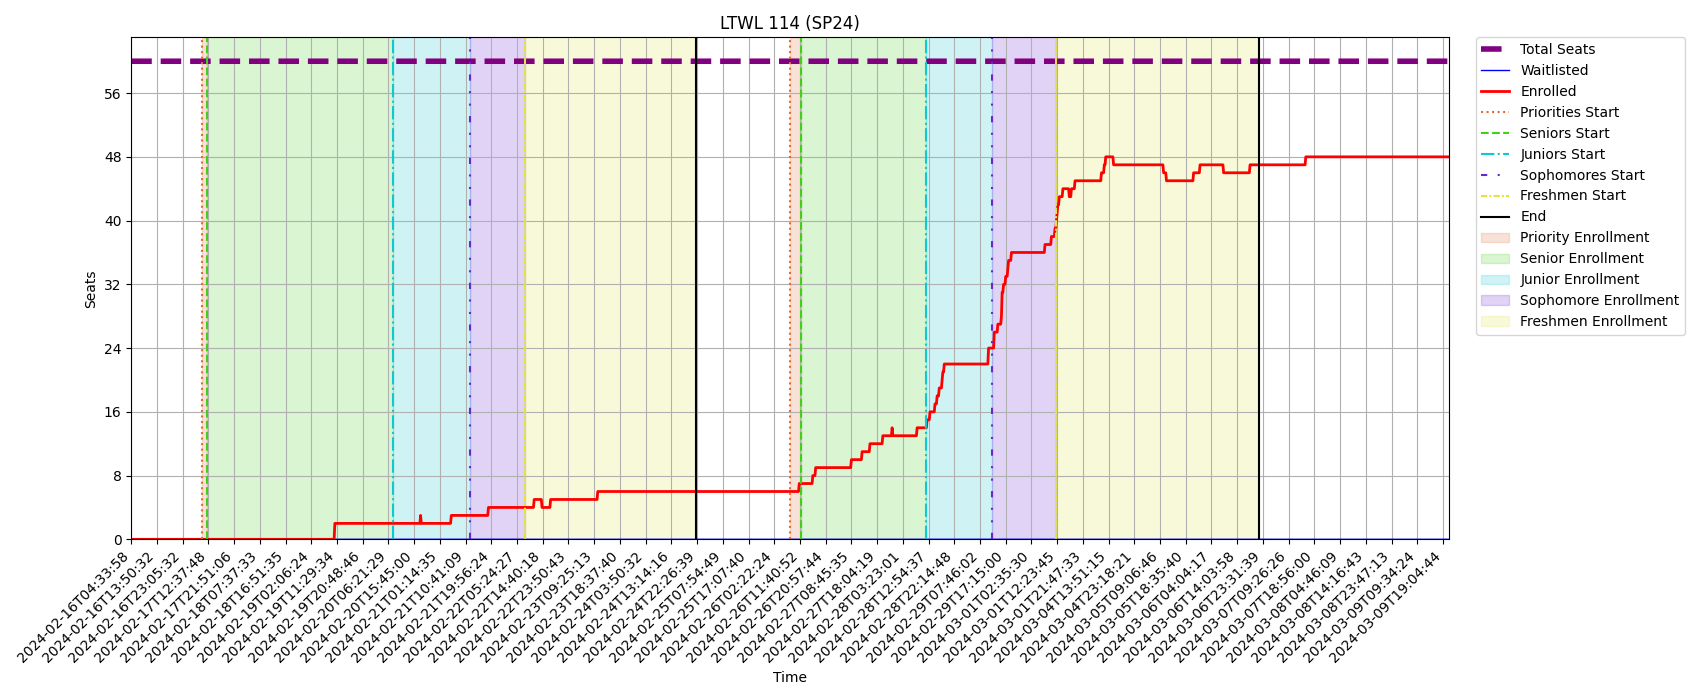 LTWL 114 (SP24)
Seats
56
48
40
32
24
16
8
0
2024-02-16T04:33:58
2024-02-16T13:50:32
2024-02-16T23:05:32
2024-02-17T12:37:48
2024-02-17T21:51:06
2024-02-18T07:37:33
2024-02-18T16:51:35
2024-02-19T02:06:24
2024-02-19T11:29:34
2024-02-19T20:48:46
2024-02-20T06:21:29
2024-02-20T15:45:00
2024-02-21T01:14:35
2024-02-21T10:41:09
2024-02-21T19:56:24
2024-02-22T05:24:27
2024-02-22T14:40:18
2024-02-22T23:50:43
2024-02-23T09:25:13
2024-02-23T18:37:40
2024-02-24T03:50:32
2024-02-24T13:14:16
2024-02-24T22:26:39
2024-02-25T07:54:49
2024-02-25T17:07:40
2024-02-26T02:22:24
2024-02-26T11:40:52
2024-02-26T20:57:44
2024-02-27T08:45:35
2024-02-27T18:04:19
2024-02-28T03:23:01
2024-02-28T12:54:37
2024-02-28T22:14:48
2024-02-29T07:46:02
2024-02-29T17:15:00
2024-03-01T02:35:30
2024-03-01T12:23:45
2024-03-01T21:47:33
2024-03-04T13:51:15
2024-03-04T23:18:21
2024-03-05T09:06:46
2024-03-05T18:35:40
2024-03-06T04:04:17
2024-03-06T14:03:58
2024-03-06T23:31:39
2024-03-07T09:26:26
2024-03-07T18:56:00
2024-03-08T04:46:09
2024-03-08T14:16:43
2024-03-08T23:47:13
2024-03-09T09:34:24
2024-03-09T19:04:44
Time
Total Seats
Waitlisted
Enrolled
Priorities Start
Seniors Start
Juniors Start
Sophomores Start
Freshmen Start
End
Priority Enrollment
Senior Enrollment
Junior Enrollment
Sophomore Enrollment
Freshmen Enrollment